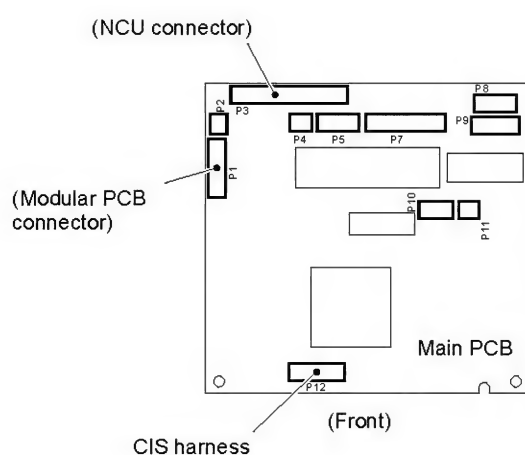 (NCU connector)
P8
P2
P3
P9
P4
P5
P7
P1
(Modular PCB
connector)
P10
P11
Main PCB
P12
(Front)
CIS harness